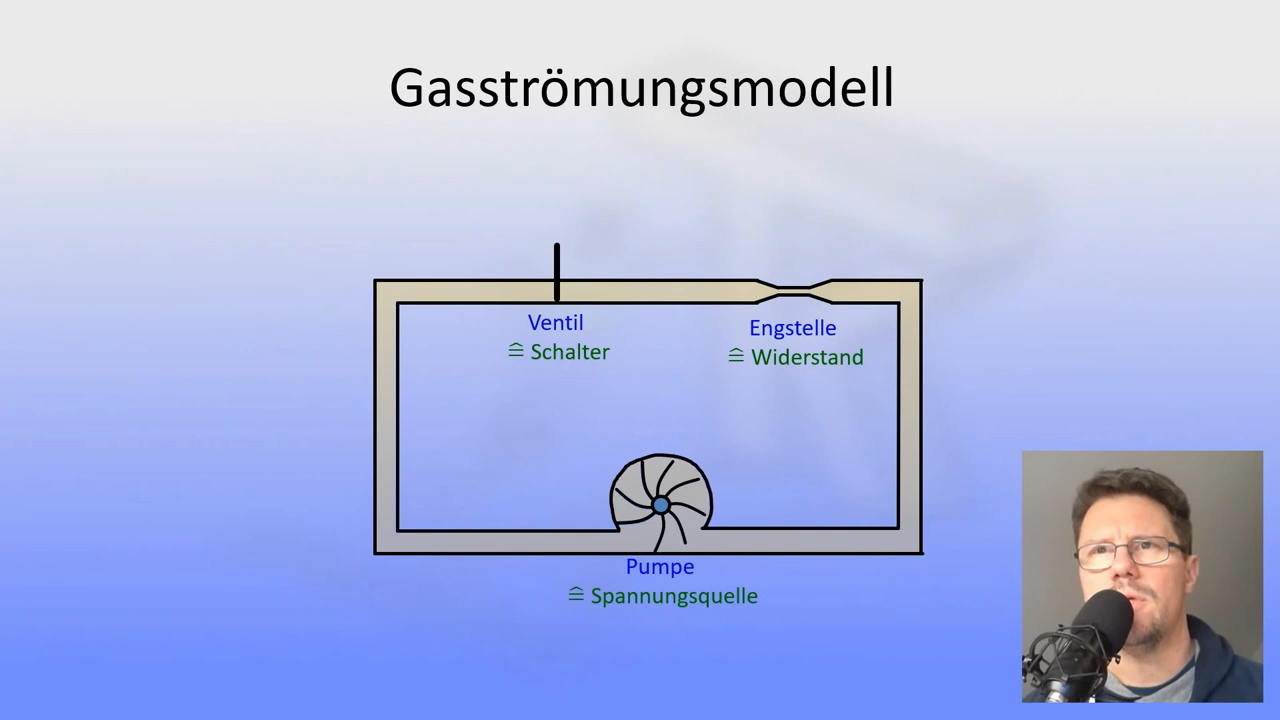 Gasströmungsmodell
Ventil
≙ Schalter
Engstelle
≙ Widerstand
Pumpe
≙ Spannungsquelle